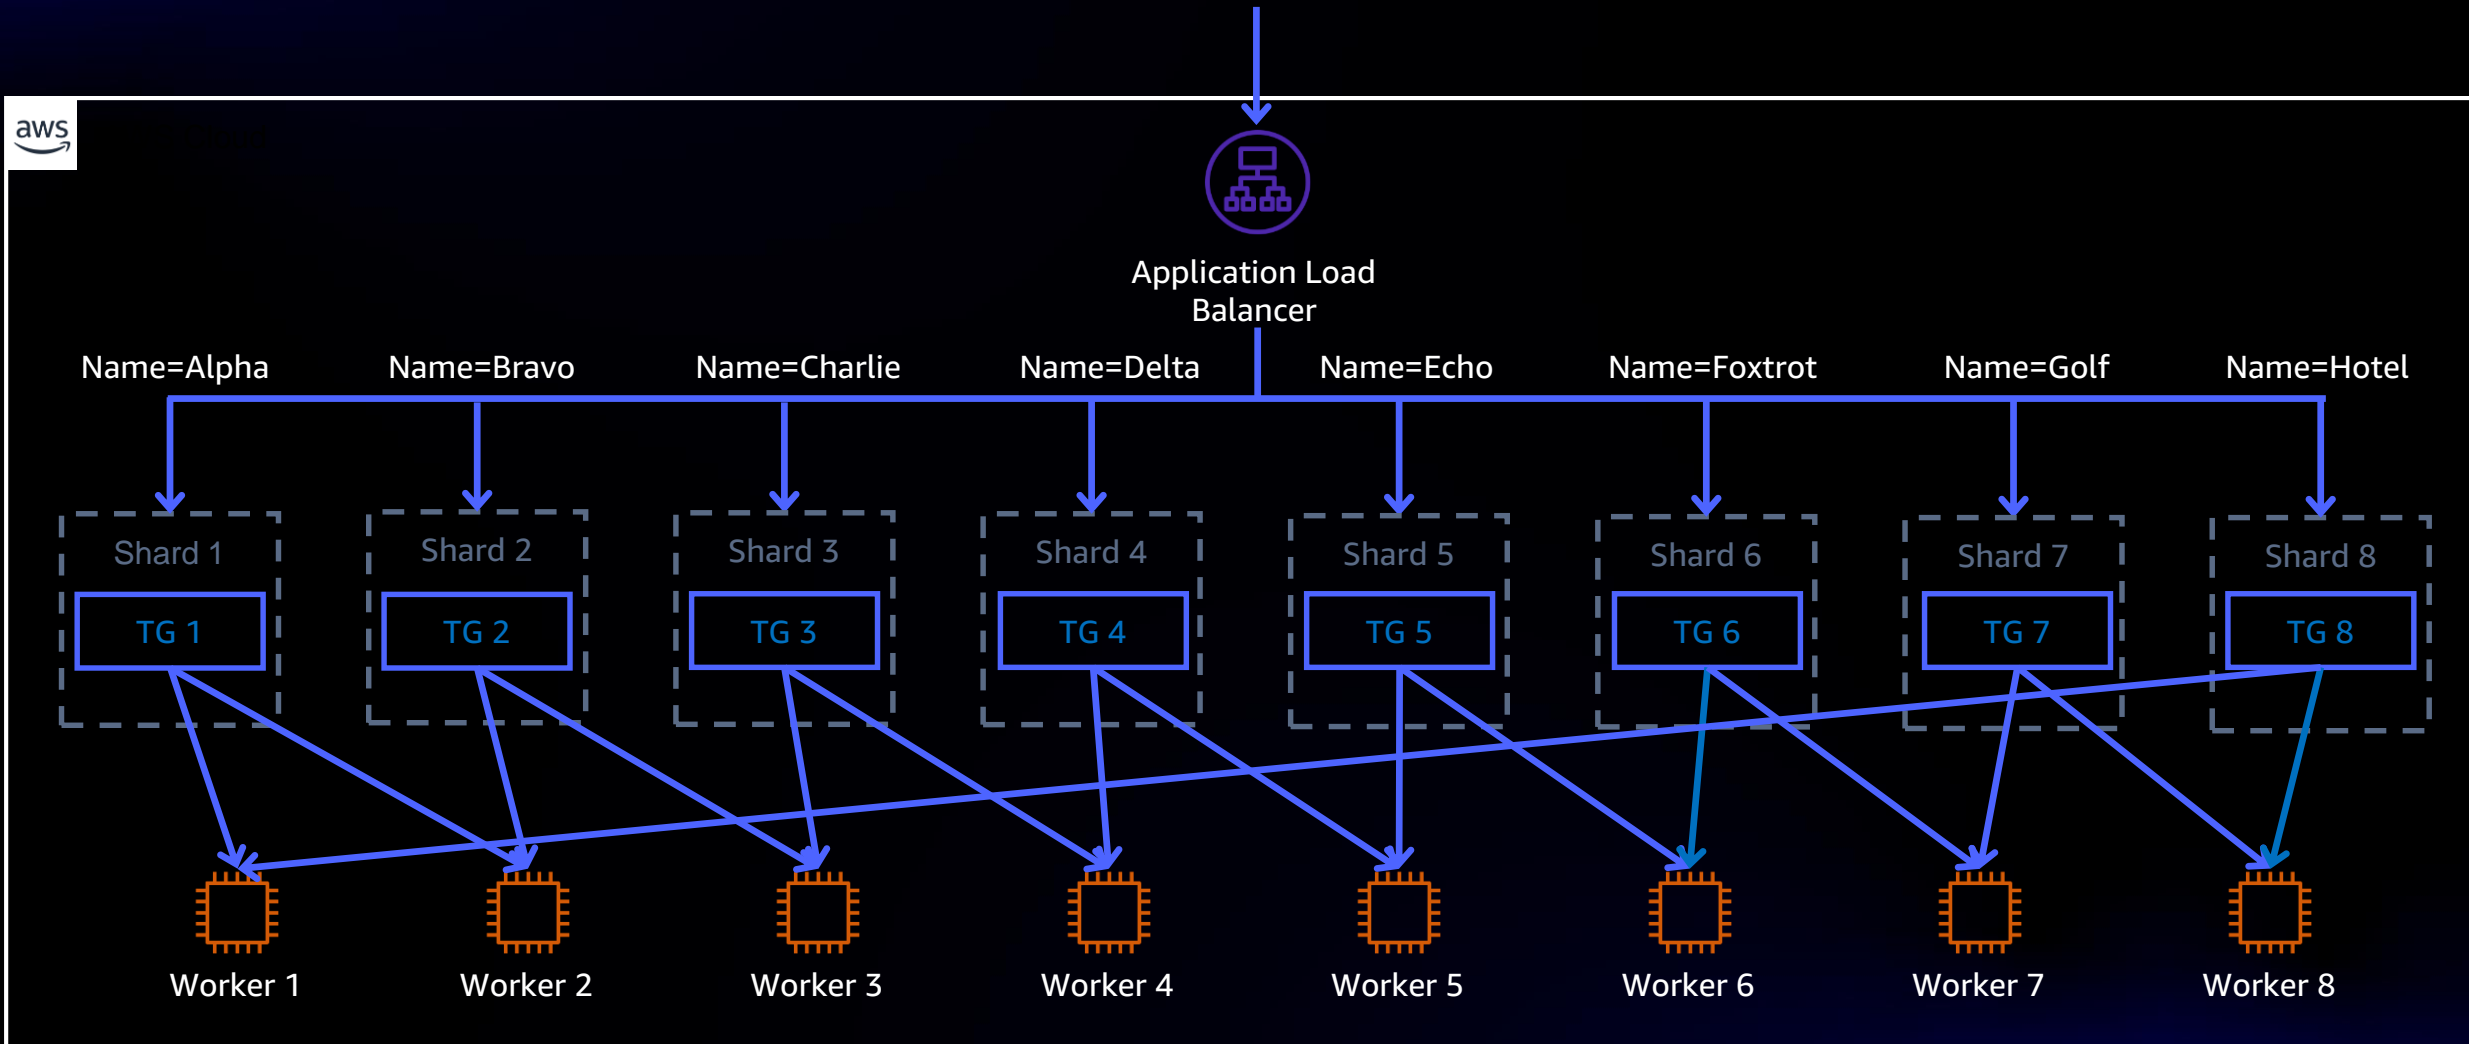 aws
Application Load
Balancer
Name=Alpha
Name=Bravo
Name=Charlie
Name=Delta
Name=Echo
Name=Foxtrot
Name=Golf
Name=Hotel
Shard 1
Shard 2
Shard 3
Shard 4
Shard 5
Shard 6
Shard 7
Shard 8
TG 1
TG 2
TG 3
TG 4
TG 5
TG 6
TG 7
TG 8
Worker 1
Worker 2
Worker 3
Worker 4
Worker 5
Worker 6
Worker 7
Worker 8